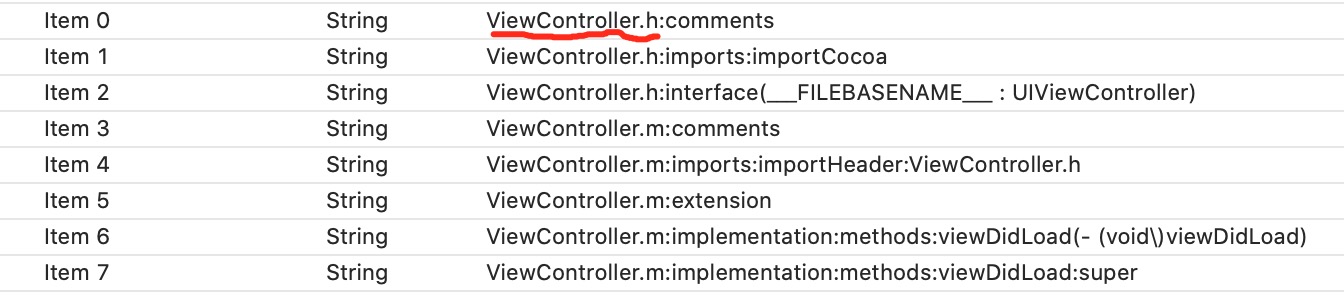 Item 0 String ViewController.h:comments
Item 1 String ViewController.h:imports:importCocoa
Item 2 String ViewController.h:interface(___FILEBASENAME___ : UIViewController)
Item 3 String ViewController.m:comments
Item 4 String ViewController.m:imports:importHeader:ViewController.h
Item 5 String ViewController.m:extension
Item 6 String ViewController.m:implementation:methods:viewDidLoad(- (void\)viewDidLoad)
Item 7 String ViewController.m:implementation:methods:viewDidLoad:super